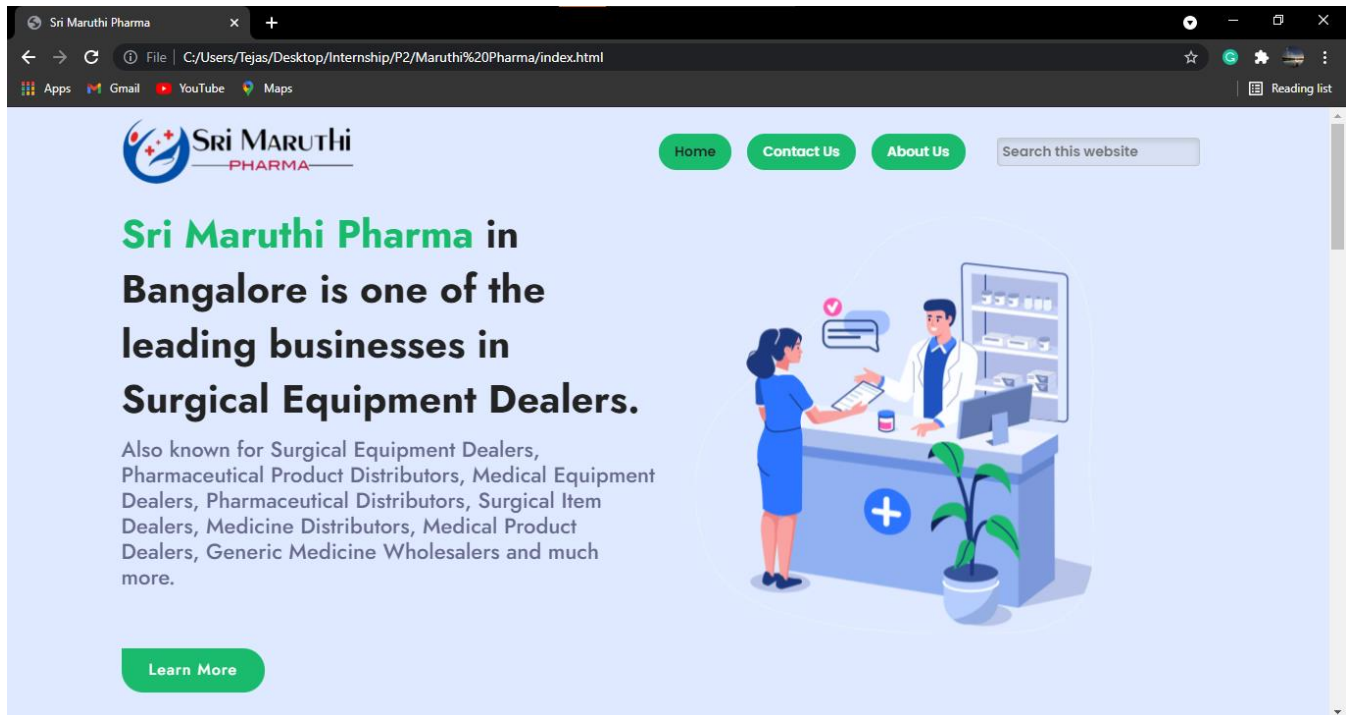 Sri Maruthi Pharma
File | C:/Users/Tejas/Desktop/Internship/P2/Maruthi%20Pharma/index.html
Apps Gmail YouTube Maps Reading list
SRI MARUTHI
PHARMA
Home Contact Us About Us Search this website
Sri Maruthi Pharma in
Bangalore is one of the
leading businesses in
Surgical Equipment Dealers.
Also known for Surgical Equipment Dealers,
Pharmaceutical Product Distributors, Medical Equipment
Dealers, Pharmaceutical Distributors, Surgical Item
Dealers, Medicine Distributors, Medical Product
Dealers, Generic Medicine Wholesalers and much
more.
Learn More